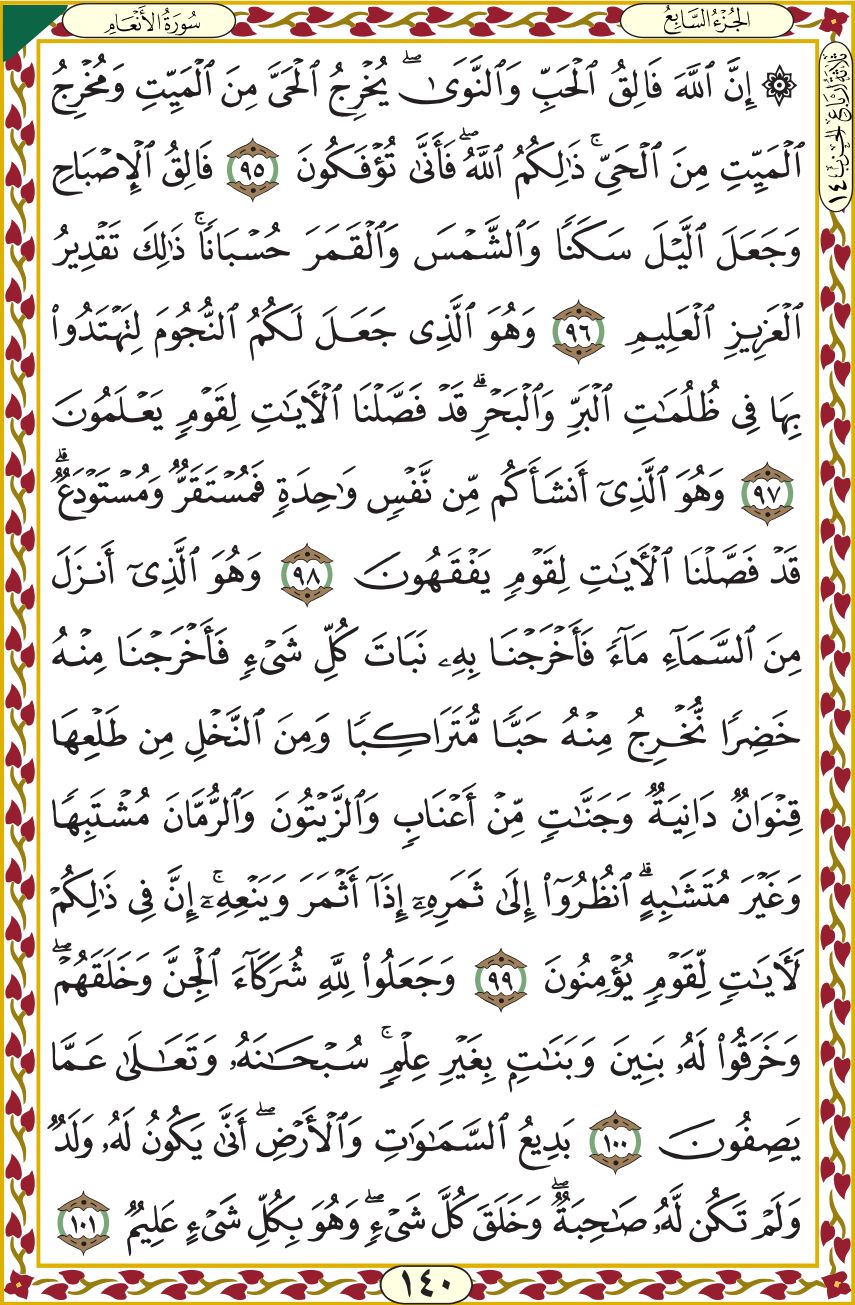 الجُزْءُ السَّابِعُ
سُورَةُ الأَنْعَامِ
ثلاثة أرباع الحزب ١٤
۞ إِنَّ ٱللَّهَ فَالِقُ ٱلْحَبِّ وَٱلنَّوَىٰۖ يُخْرِجُ ٱلْحَىَّ مِنَ ٱلْمَيِّتِ وَمُخْرِجُ
ٱلْمَيِّتِ مِنَ ٱلْحَىِّۚ ذَٰلِكُمُ ٱللَّهُۖ فَأَنَّىٰ تُؤْفَكُونَ ٩٥ فَالِقُ ٱلْإِصْبَاحِ
وَجَعَلَ ٱلَّيْلَ سَكَنًا وَٱلشَّمْسَ وَٱلْقَمَرَ حُسْبَانًاۚ ذَٰلِكَ تَقْدِيرُ
ٱلْعَزِيزِ ٱلْعَلِيمِ ٩٦ وَهُوَ ٱلَّذِى جَعَلَ لَكُمُ ٱلنُّجُومَ لِتَهْتَدُوا۟
بِهَا فِى ظُلُمَٰتِ ٱلْبَرِّ وَٱلْبَحْرِۗ قَدْ فَصَّلْنَا ٱلْـَٔايَٰتِ لِقَوْمٍ يَعْلَمُونَ
٩٧ وَهُوَ ٱلَّذِىٓ أَنشَأَكُم مِّن نَّفْسٍ وَٰحِدَةٍ فَمُسْتَقَرٌّ وَمُسْتَوْدَعٌۗ
قَدْ فَصَّلْنَا ٱلْـَٔايَٰتِ لِقَوْمٍ يَفْقَهُونَ ٩٨ وَهُوَ ٱلَّذِىٓ أَنزَلَ
مِنَ ٱلسَّمَآءِ مَآءً فَأَخْرَجْنَا بِهِۦ نَبَاتَ كُلِّ شَىْءٍ فَأَخْرَجْنَا مِنْهُ
خَضِرًا نُّخْرِجُ مِنْهُ حَبًّا مُّتَرَاكِبًا وَمِنَ ٱلنَّخْلِ مِن طَلْعِهَا
قِنْوَانٌ دَانِيَةٌ وَجَنَّٰتٍ مِّنْ أَعْنَابٍ وَٱلزَّيْتُونَ وَٱلرُّمَّانَ مُشْتَبِهًا
وَغَيْرَ مُتَشَٰبِهٍۗ ٱنظُرُوٓا۟ إِلَىٰ ثَمَرِهِۦٓ إِذَآ أَثْمَرَ وَيَنْعِهِۦٓۚ إِنَّ فِى ذَٰلِكُمْ
لَـَٔايَٰتٍ لِّقَوْمٍ يُؤْمِنُونَ ٩٩ وَجَعَلُوا۟ لِلَّهِ شُرَكَآءَ ٱلْجِنَّ وَخَلَقَهُمْۖ
وَخَرَقُوا۟ لَهُۥ بَنِينَ وَبَنَٰتٍۭ بِغَيْرِ عِلْمٍۚ سُبْحَٰنَهُۥ وَتَعَٰلَىٰ عَمَّا
يَصِفُونَ ١٠٠ بَدِيعُ ٱلسَّمَٰوَٰتِ وَٱلْأَرْضِۖ أَنَّىٰ يَكُونُ لَهُۥ وَلَدٌ
وَلَمْ تَكُن لَّهُۥ صَٰحِبَةٌۖ وَخَلَقَ كُلَّ شَىْءٍۖ وَهُوَ بِكُلِّ شَىْءٍ عَلِيمٌ ١٠١
١٤٠